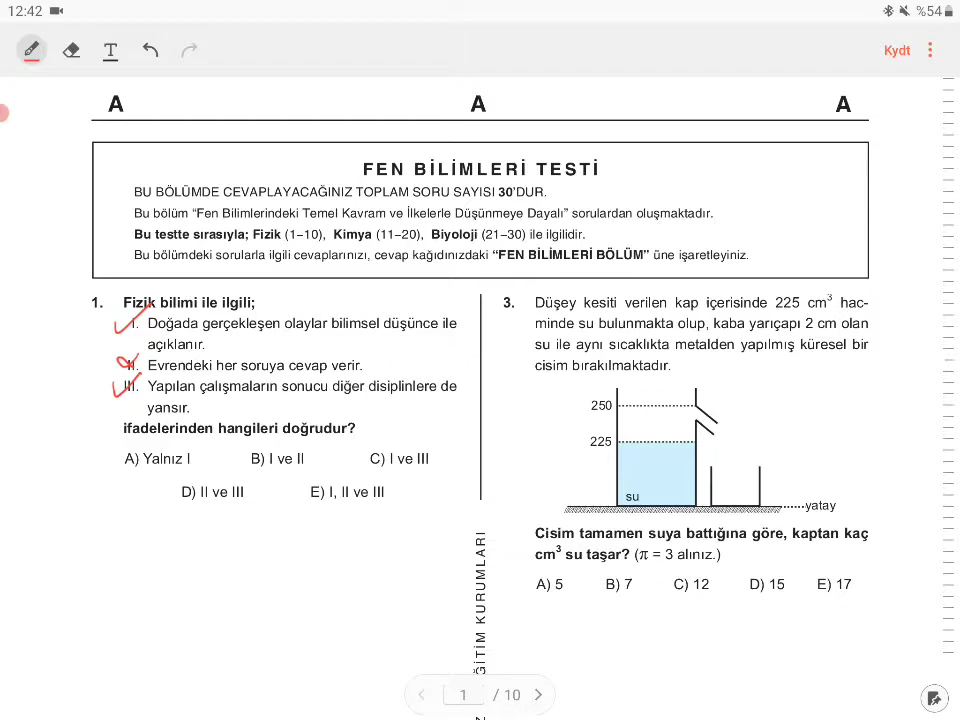 12:42
%54
T
Kydt
A A A
FEN BİLİMLERİ TESTİ
BU BÖLÜMDE CEVAPLAYACAĞINIZ TOPLAM SORU SAYISI 30'DUR.
Bu bölüm “Fen Bilimlerindeki Temel Kavram ve İlkelerle Düşünmeye Dayalı” sorulardan oluşmaktadır.
Bu testte sırasıyla; Fizik (1–10), Kimya (11–20), Biyoloji (21–30) ile ilgilidir.
Bu bölümdeki sorularla ilgili cevaplarınızı, cevap kağıdınızdaki “FEN BİLİMLERİ BÖLÜM” üne işaretleyiniz.
1. Fizik bilimi ile ilgili;
I. Doğada gerçekleşen olaylar bilimsel düşünce ile
açıklanır.
II. Evrendeki her soruya cevap verir.
III. Yapılan çalışmaların sonucu diğer disiplinlere de
yansır.
ifadelerinden hangileri doğrudur?
A) Yalnız I B) I ve II C) I ve III
D) II ve III E) I, II ve III
3. Düşey kesiti verilen kap içerisinde 225 cm³ hac-
minde su bulunmakta olup, kaba yarıçapı 2 cm olan
su ile aynı sıcaklıkta metalden yapılmış küresel bir
cisim bırakılmaktadır.
250
225
su
yatay
Cisim tamamen suya battığına göre, kaptan kaç
cm³ su taşar? (π = 3 alınız.)
A) 5 B) 7 C) 12 D) 15 E) 17
ĞİTİM KURUMLARI
1 / 10